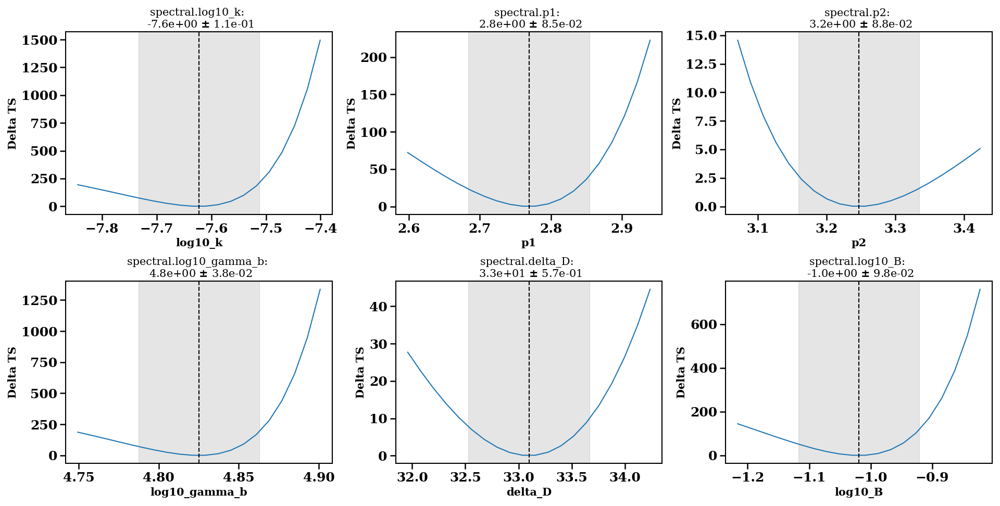 spectral.log10_k:
-7.6e+00 ± 1.1e-01
Delta TS
1500
1250
1000
750
500
250
0
−7.8 −7.7 −7.6 −7.5 −7.4
log10_k
spectral.p1:
2.8e+00 ± 8.5e-02
Delta TS
200
150
100
50
0
2.6 2.7 2.8 2.9
p1
spectral.p2:
3.2e+00 ± 8.8e-02
Delta TS
15.0
12.5
10.0
7.5
5.0
2.5
0.0
3.1 3.2 3.3 3.4
p2
spectral.log10_gamma_b:
4.8e+00 ± 3.8e-02
Delta TS
1250
1000
750
500
250
0
4.75 4.80 4.85 4.90
log10_gamma_b
spectral.delta_D:
3.3e+01 ± 5.7e-01
Delta TS
40
30
20
10
0
32.0 32.5 33.0 33.5 34.0
delta_D
spectral.log10_B:
-1.0e+00 ± 9.8e-02
Delta TS
600
400
200
0
−1.2 −1.1 −1.0 −0.9
log10_B